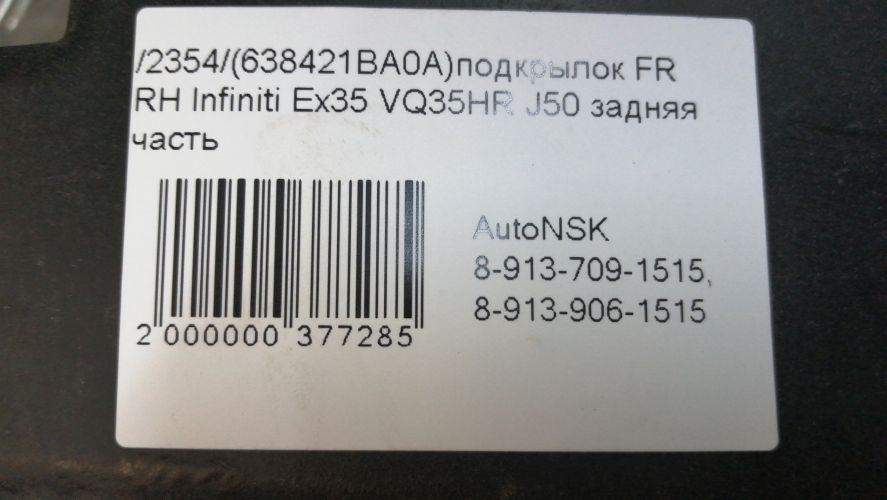 /2354/(638421BA0A)подкрылок FR
RH Infiniti Ex35 VQ35HR J50 задняя
часть
AutoNSK
8-913-709-1515,
8-913-906-1515
2 000000 377285